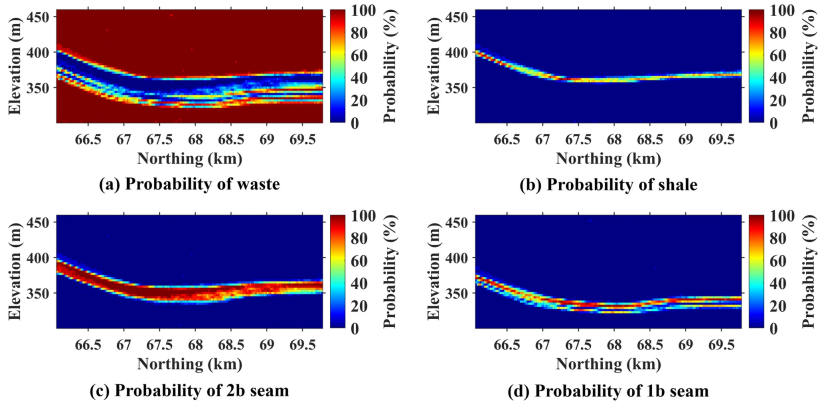 450
400
350
Elevation (m)
66.5 67 67.5 68 68.5 69 69.5
Northing (km)
100
80
60
40
20
0
Probability (%)
(a) Probability of waste
450
400
350
Elevation (m)
66.5 67 67.5 68 68.5 69 69.5
Northing (km)
100
80
60
40
20
0
Probability (%)
(b) Probability of shale
450
400
350
Elevation (m)
66.5 67 67.5 68 68.5 69 69.5
Northing (km)
100
80
60
40
20
0
Probability (%)
(c) Probability of 2b seam
450
400
350
Elevation (m)
66.5 67 67.5 68 68.5 69 69.5
Northing (km)
100
80
60
40
20
0
Probability (%)
(d) Probability of 1b seam